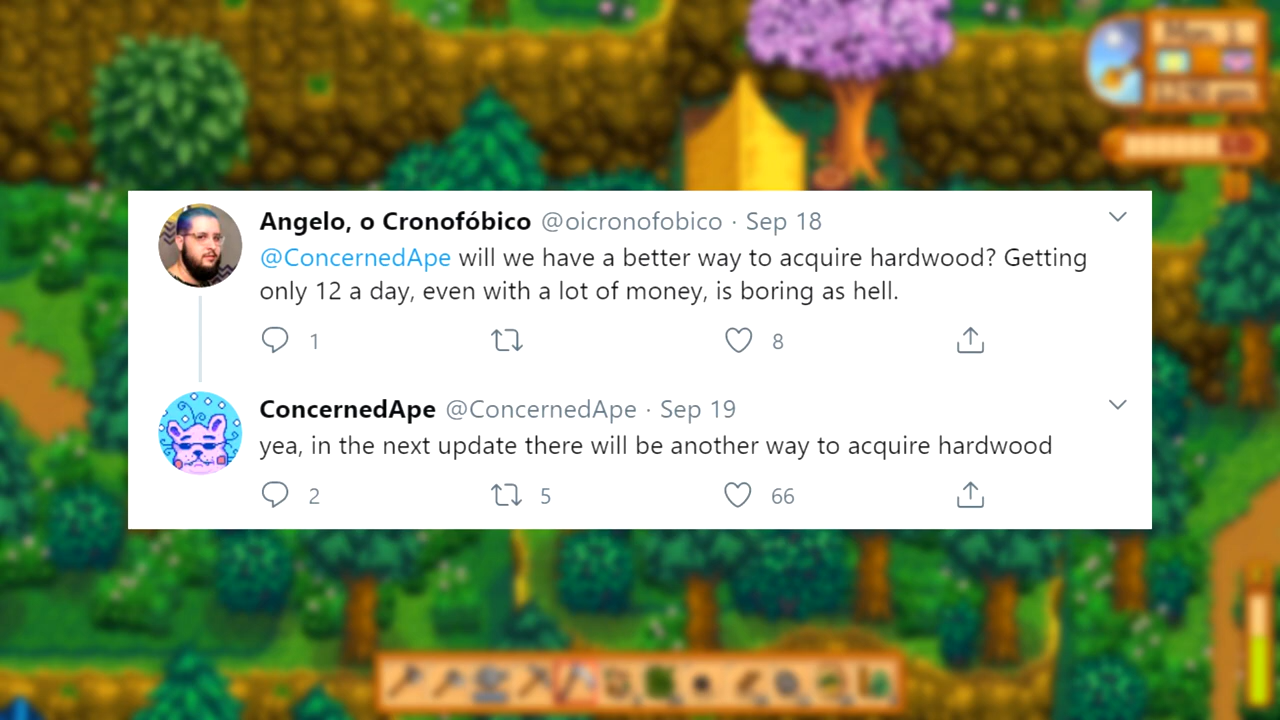 Angelo, o Cronofóbico @oicronofobico · Sep 18
@ConcernedApe will we have a better way to acquire hardwood? Getting
only 12 a day, even with a lot of money, is boring as hell.
1 8
ConcernedApe @ConcernedApe · Sep 19
yea, in the next update there will be another way to acquire hardwood
2 5 66